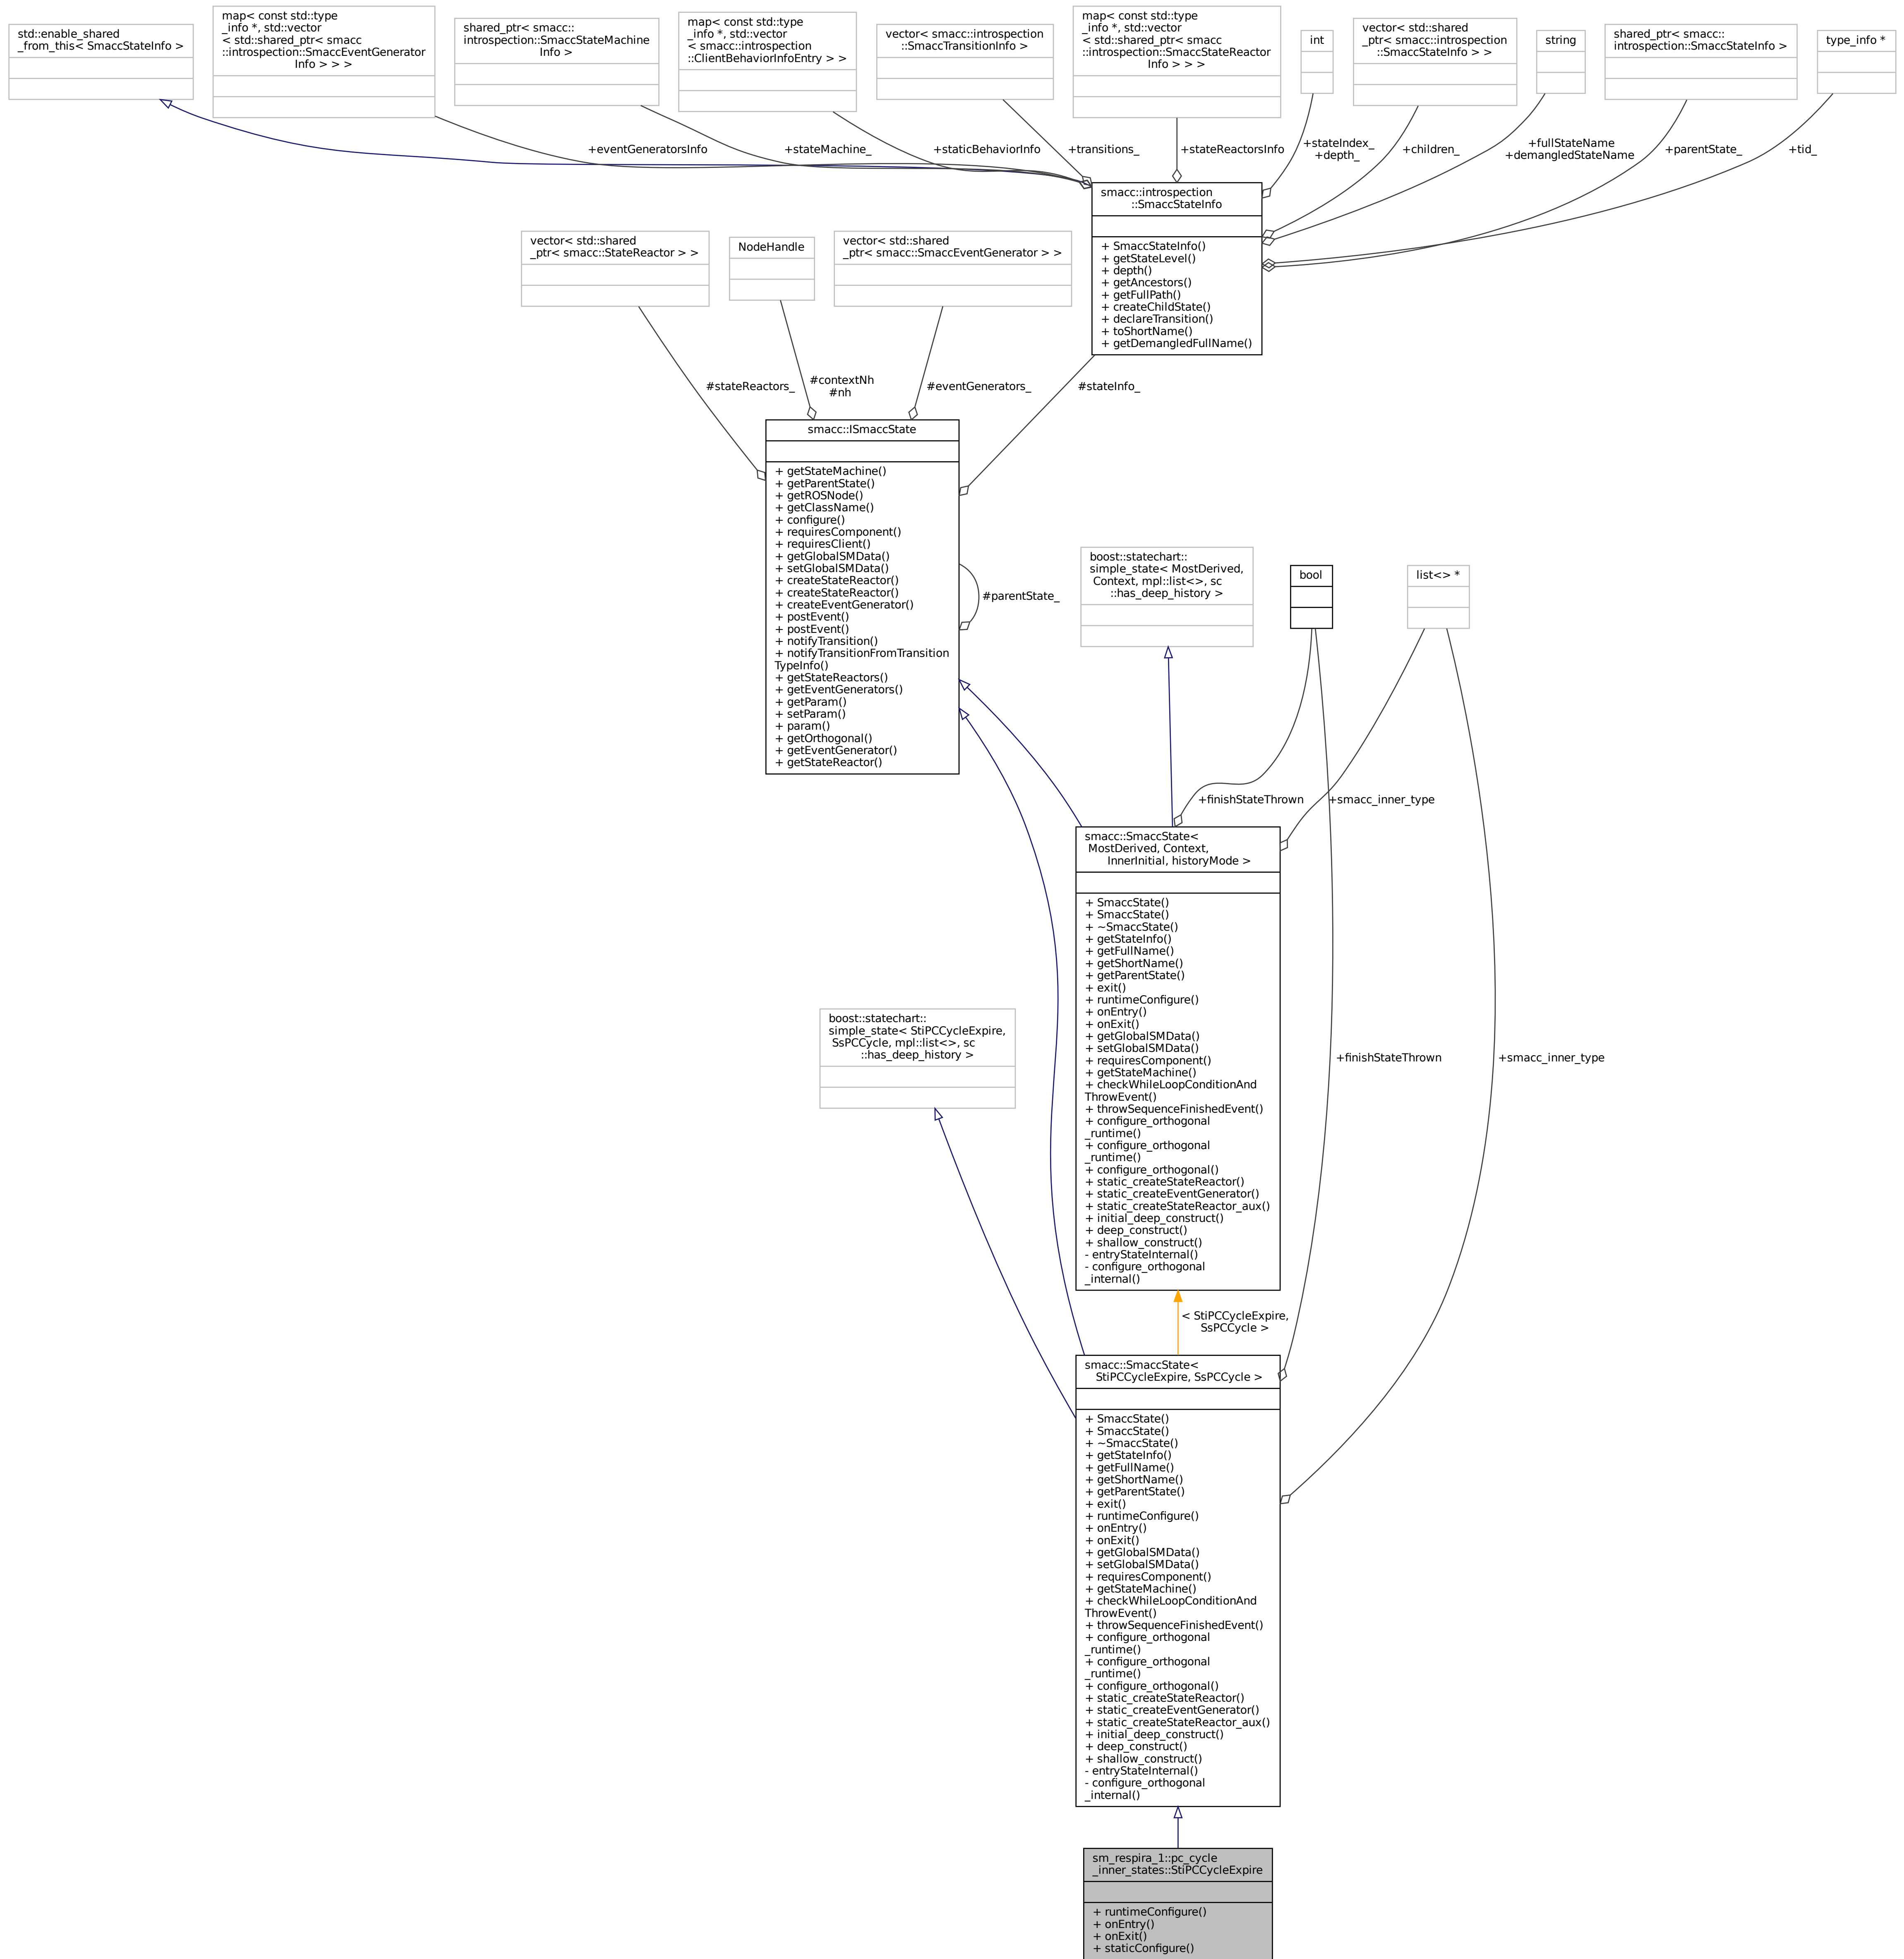 std::enable_shared
_from_this< SmaccStateInfo >
map< const std::type
_info *, std::vector
< std::shared_ptr< smacc
::introspection::SmaccEventGenerator
Info > > >
shared_ptr< smacc::
introspection::SmaccStateMachine
Info >
map< const std::type
_info *, std::vector
< smacc::introspection
::ClientBehaviorInfoEntry > >
vector< smacc::introspection
::SmaccTransitionInfo >
map< const std::type
_info *, std::vector
< std::shared_ptr< smacc
::introspection::SmaccStateReactor
Info > > >
int
vector< std::shared
_ptr< smacc::introspection
::SmaccStateInfo > >
string
shared_ptr< smacc::
introspection::SmaccStateInfo >
type_info *
+eventGeneratorsInfo
+stateMachine_
+staticBehaviorInfo
+transitions_
+stateReactorsInfo
+stateIndex_
+depth_
+children_
+fullStateName
+demangledStateName
+parentState_
+tid_
smacc::introspection
::SmaccStateInfo
+ SmaccStateInfo()
+ getStateLevel()
+ depth()
+ getAncestors()
+ getFullPath()
+ createChildState()
+ declareTransition()
+ toShortName()
+ getDemangledFullName()
vector< std::shared
_ptr< smacc::StateReactor > >
NodeHandle
vector< std::shared
_ptr< smacc::SmaccEventGenerator > >
#stateReactors_
#contextNh
#nh
#eventGenerators_
#stateInfo_
smacc::ISmaccState
+ getStateMachine()
+ getParentState()
+ getROSNode()
+ getClassName()
+ configure()
+ requiresComponent()
+ requiresClient()
+ getGlobalSMData()
+ setGlobalSMData()
+ createStateReactor()
+ createStateReactor()
+ createEventGenerator()
+ postEvent()
+ postEvent()
+ notifyTransition()
+ notifyTransitionFromTransition
TypeInfo()
+ getStateReactors()
+ getEventGenerators()
+ getParam()
+ setParam()
+ param()
+ getOrthogonal()
+ getEventGenerator()
+ getStateReactor()
#parentState_
boost::statechart::
simple_state< MostDerived,
Context, mpl::list<>, sc
::has_deep_history >
bool
list<> *
+finishStateThrown
+smacc_inner_type
smacc::SmaccState<
MostDerived, Context,
InnerInitial, historyMode >
+ SmaccState()
+ SmaccState()
+ ~SmaccState()
+ getStateInfo()
+ getFullName()
+ getShortName()
+ getParentState()
+ exit()
+ runtimeConfigure()
+ onEntry()
+ onExit()
+ getGlobalSMData()
+ setGlobalSMData()
+ requiresComponent()
+ getStateMachine()
+ checkWhileLoopConditionAnd
ThrowEvent()
+ throwSequenceFinishedEvent()
+ configure_orthogonal
_runtime()
+ configure_orthogonal
_runtime()
+ configure_orthogonal()
+ static_createStateReactor()
+ static_createEventGenerator()
+ static_createStateReactor_aux()
+ initial_deep_construct()
+ deep_construct()
+ shallow_construct()
- entryStateInternal()
- configure_orthogonal
_internal()
boost::statechart::
simple_state< StiPCCycleExpire,
SsPCCycle, mpl::list<>, sc
::has_deep_history >
+finishStateThrown
+smacc_inner_type
< StiPCCycleExpire,
SsPCCycle >
smacc::SmaccState<
StiPCCycleExpire, SsPCCycle >
+ SmaccState()
+ SmaccState()
+ ~SmaccState()
+ getStateInfo()
+ getFullName()
+ getShortName()
+ getParentState()
+ exit()
+ runtimeConfigure()
+ onEntry()
+ onExit()
+ getGlobalSMData()
+ setGlobalSMData()
+ requiresComponent()
+ getStateMachine()
+ checkWhileLoopConditionAnd
ThrowEvent()
+ throwSequenceFinishedEvent()
+ configure_orthogonal
_runtime()
+ configure_orthogonal
_runtime()
+ configure_orthogonal()
+ static_createStateReactor()
+ static_createEventGenerator()
+ static_createStateReactor_aux()
+ initial_deep_construct()
+ deep_construct()
+ shallow_construct()
- entryStateInternal()
- configure_orthogonal
_internal()
sm_respira_1::pc_cycle
_inner_states::StiPCCycleExpire
+ runtimeConfigure()
+ onEntry()
+ onExit()
+ staticConfigure()